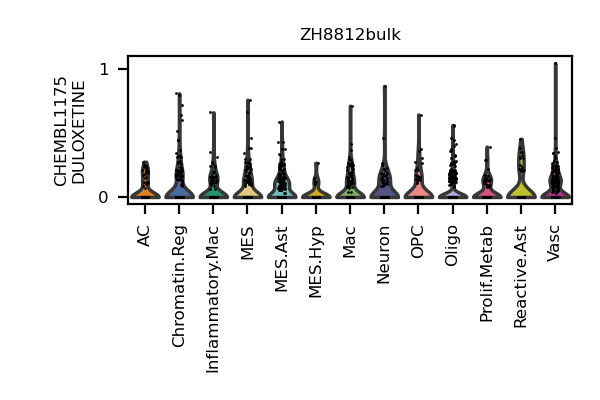 ZH8812bulk
CHEMBL1175
DULOXETINE
1
0
AC
Chromatin.Reg
Inflammatory.Mac
MES
MES.Ast
MES.Hyp
Mac
Neuron
OPC
Oligo
Prolif.Metab
Reactive.Ast
Vasc